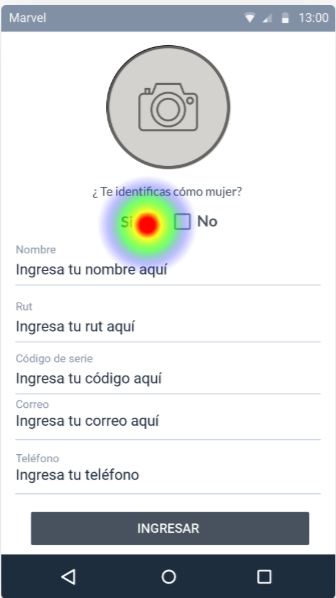 Marvel 13:00
¿ Te identificas cómo mujer?
Si No
Nombre
Ingresa tu nombre aquí
Rut
Ingresa tu rut aquí
Código de serie
Ingresa tu código aquí
Correo
Ingresa tu correo aquí
Teléfono
Ingresa tu teléfono
INGRESAR